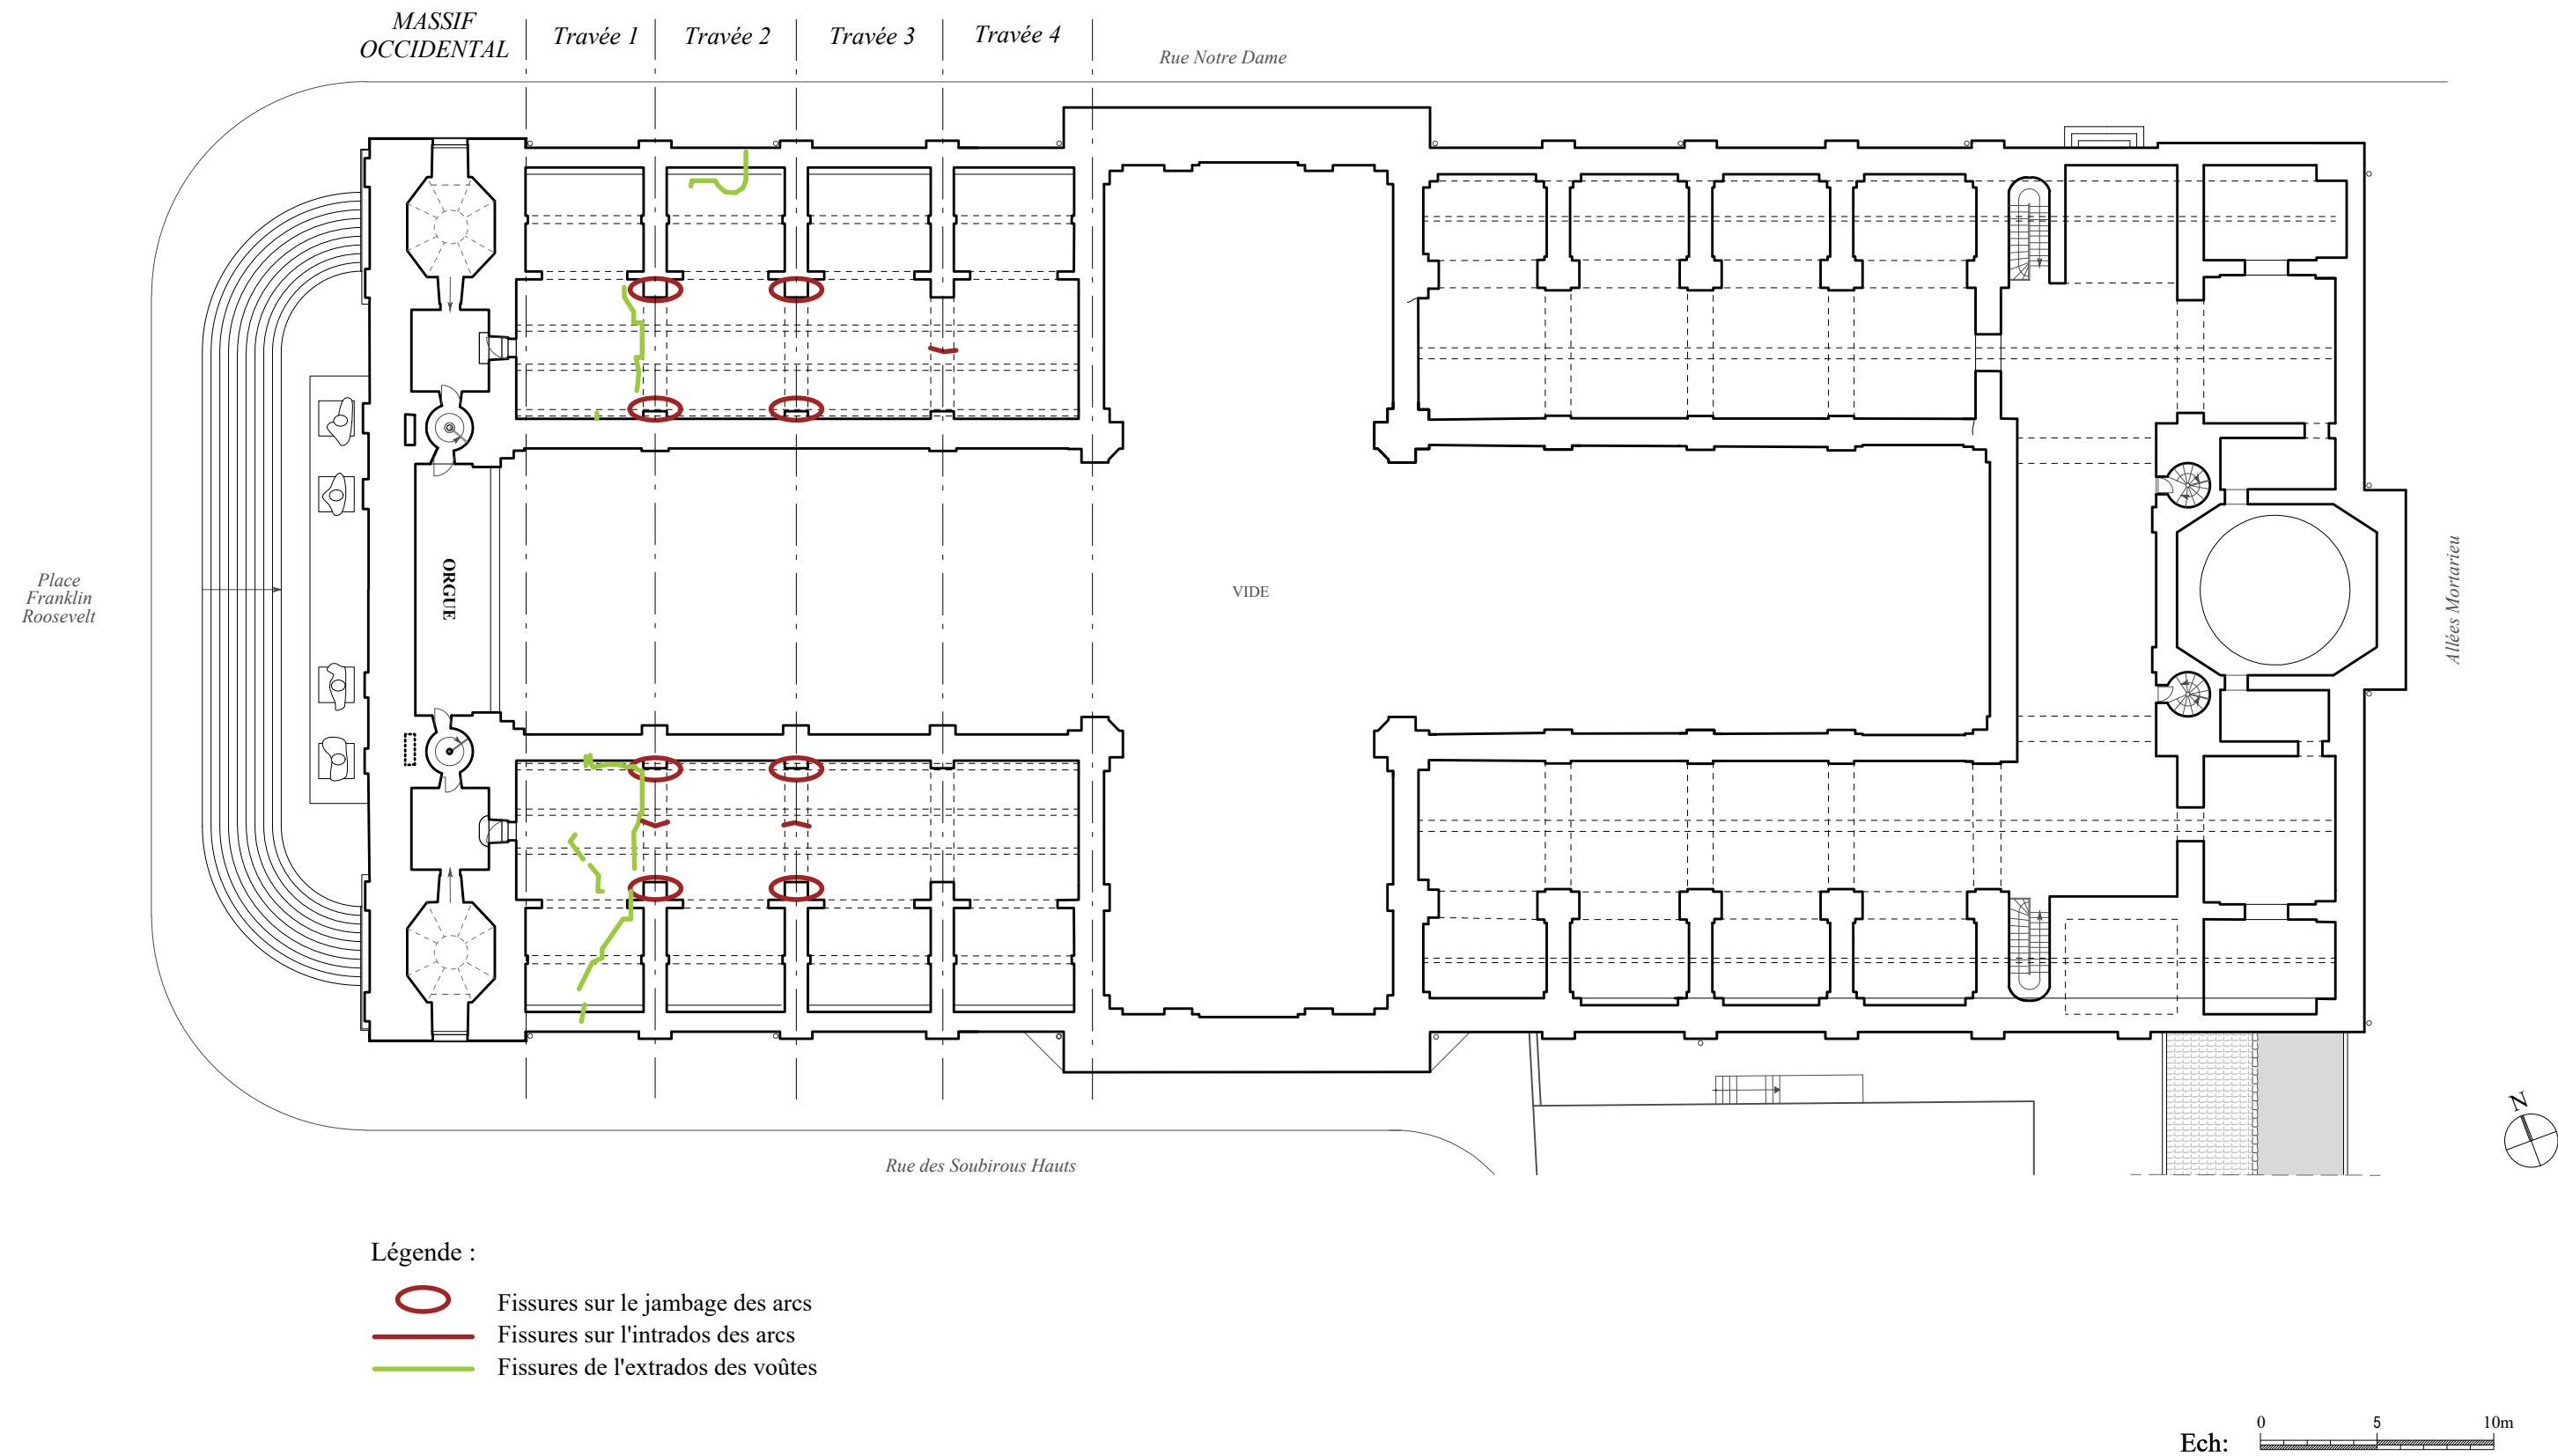 MASSIF
OCCIDENTAL
Travée 1
Travée 2
Travée 3
Travée 4
Rue Notre Dame
Place
Franklin
Roosevelt
ORGUE
VIDE
Allées Mortarieu
Rue des Soubirous Hauts
N
Légende :
Fissures sur le jambage des arcs
Fissures sur l'intrados des arcs
Fissures de l'extrados des voûtes
Ech:
0 5 10m